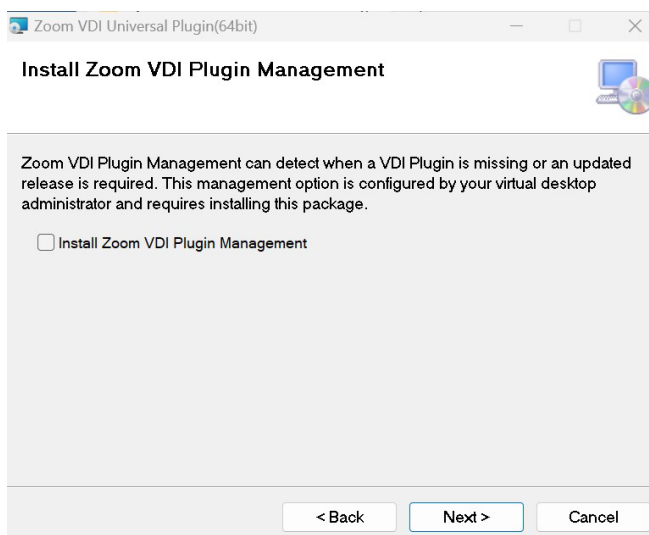 Zoom VDI Universal Plugin(64bit)
Install Zoom VDI Plugin Management
Zoom VDI Plugin Management can detect when a VDI Plugin is missing or an updated
release is required. This management option is configured by your virtual desktop
administrator and requires installing this package.
Install Zoom VDI Plugin Management
< Back
Next >
Cancel